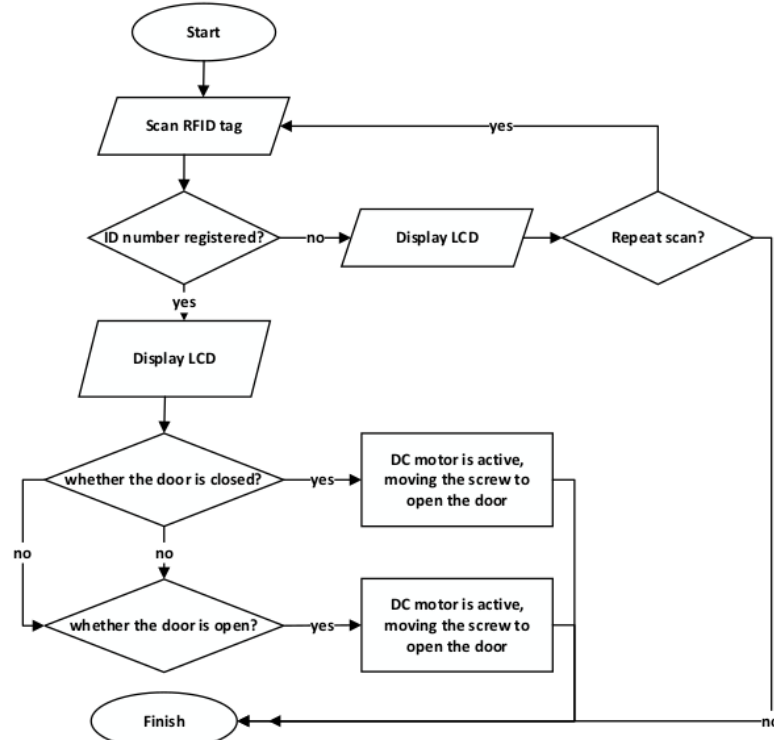 Start
Scan RFID tag
yes
ID number registered?
no
Display LCD
Repeat scan?
yes
Display LCD
whether the door is closed?
yes
DC motor is active,
moving the screw to
open the door
no
no
whether the door is open?
yes
DC motor is active,
moving the screw to
open the door
Finish
no